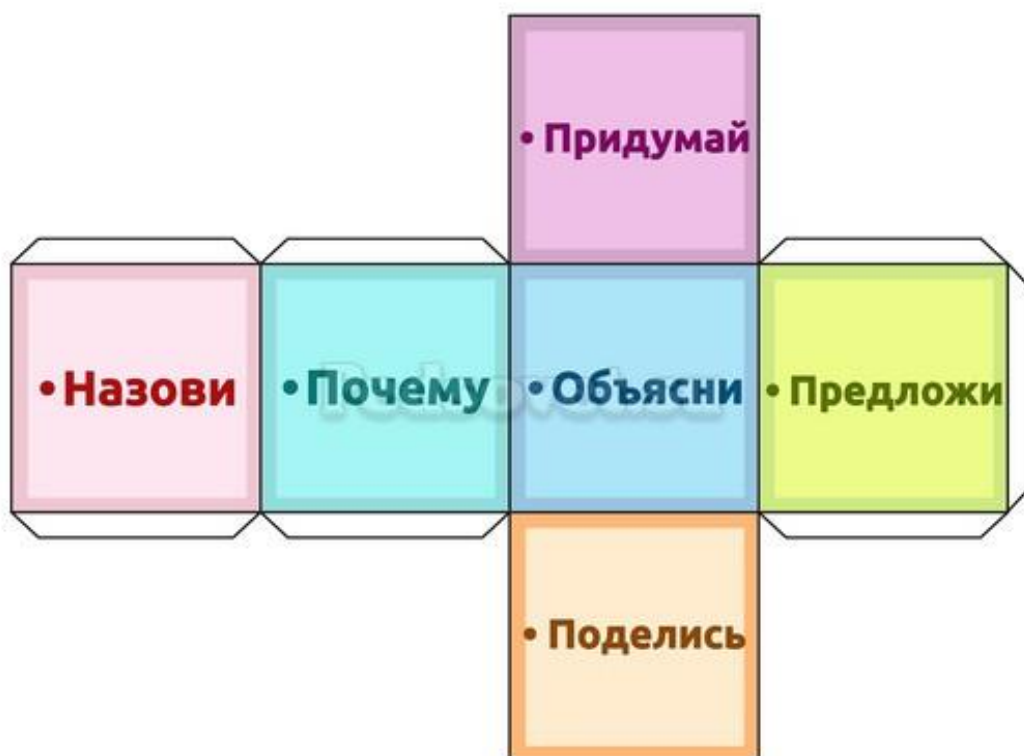 • Придумай
• Назови
• Почему
• Объясни
• Предложи
• Поделись